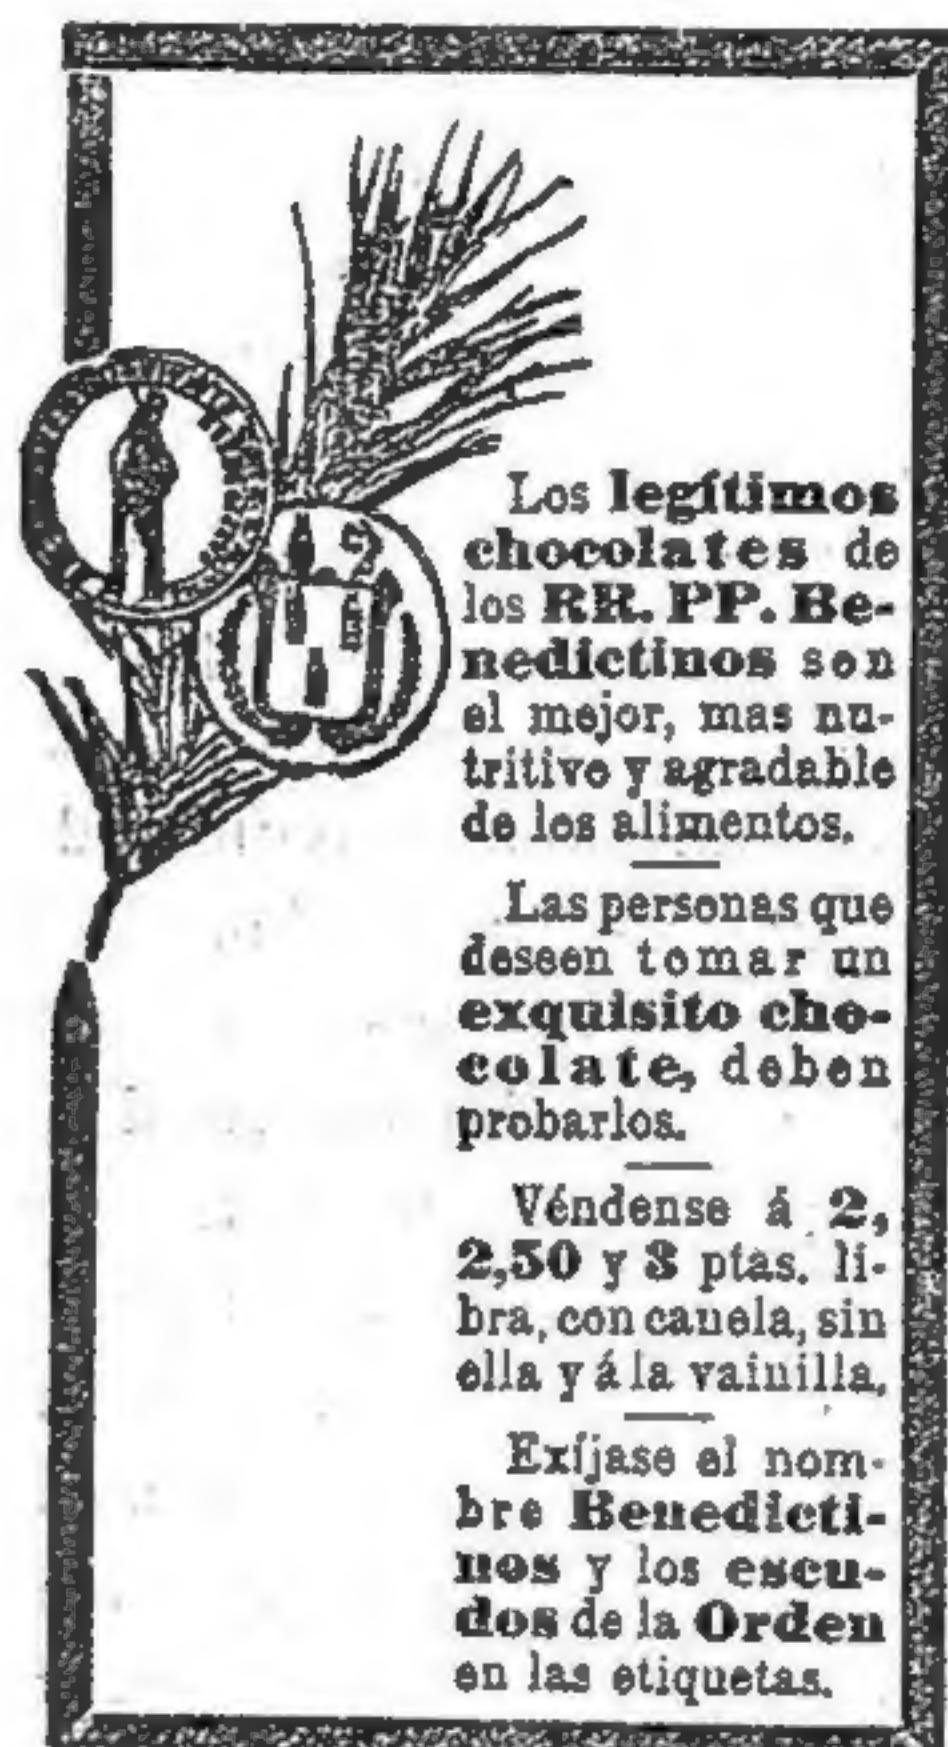 Los legítimos
chocolates de
los RR. PP. Be-
nedictinos son
el mejor, mas nu-
tritivo y agradable
de los alimentos.
Las personas que
deseen tomar un
exquisito cho-
colate, deben
probarlos.
Véndense á 2,
2,50 y 3 ptas. li-
bra, con canela, sin
ella y á la vainilla.
Exíjase el nom-
bre Benedicti-
nos y los escu-
dos de la Orden
en las etiquetas.